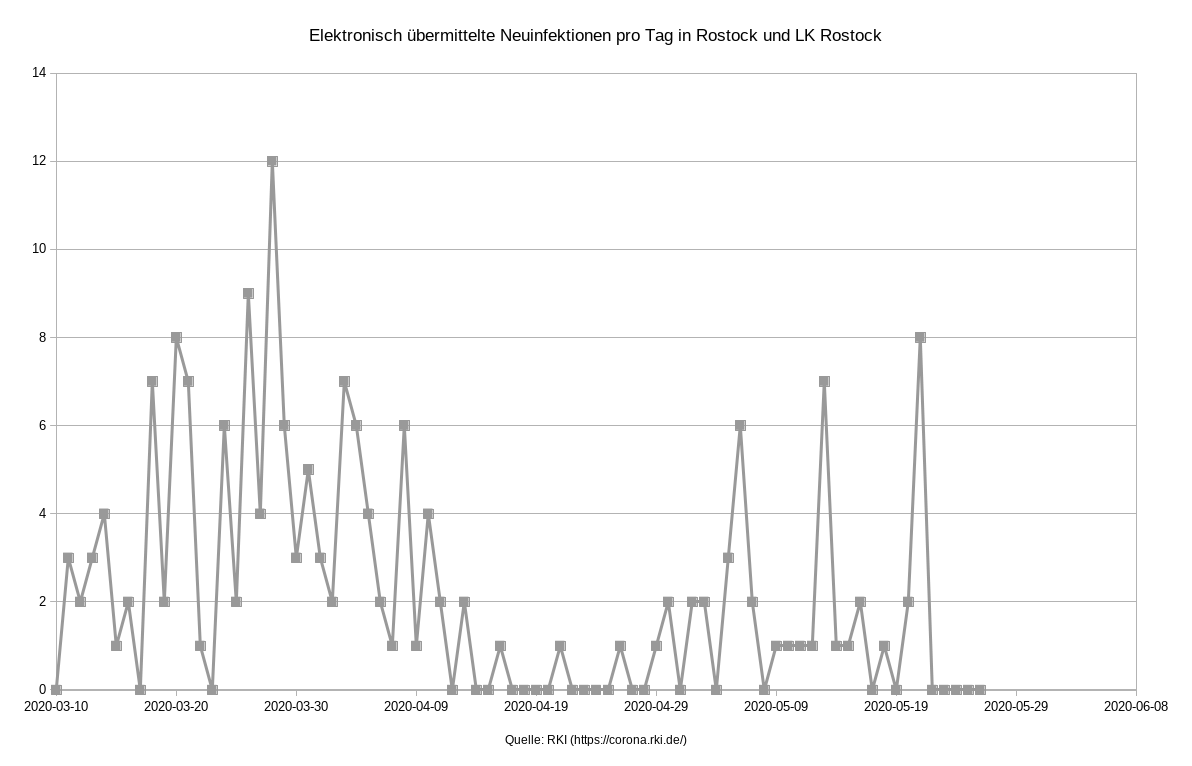 Elektronisch übermittelte Neuinfektionen pro Tag in Rostock und LK Rostock
14
12
10
8
6
4
2
0
2020-03-10 2020-03-20 2020-03-30 2020-04-09 2020-04-19 2020-04-29 2020-05-09 2020-05-19 2020-05-29 2020-06-08
Quelle: RKI (https://corona.rki.de/)